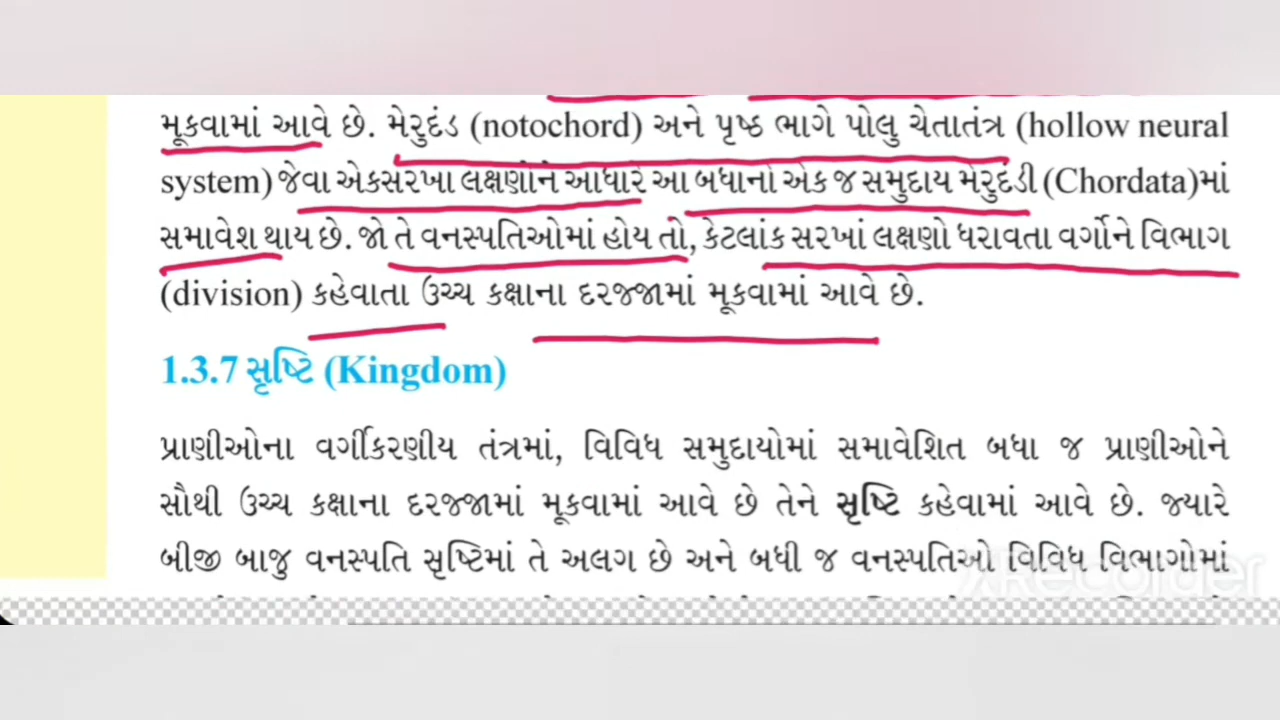 મૂકવામાં આવે છે. મેરુદંડ (notochord) અને પૃષ્ઠ ભાગે પોલુ ચેતાતંત્ર (hollow neural
system) જેવા એકસરખા લક્ષણોને આધારે આ બધાનો એક જ સમુદાય મેરુદંડી (Chordata)માં
સમાવેશ થાય છે. જો તે વનસ્પતિઓમાં હોય તો, કેટલાંક સરખાં લક્ષણો ધરાવતા વર્ગોને વિભાગ
(division) કહેવાતા ઉચ્ચ કક્ષાના દરજ્જામાં મૂકવામાં આવે છે.
1.3.7 સૃષ્ટિ (Kingdom)
પ્રાણીઓના વર્ગીકરણીય તંત્રમાં, વિવિધ સમુદાયોમાં સમાવેશિત બધા જ પ્રાણીઓને
સૌથી ઉચ્ચ કક્ષાના દરજ્જામાં મૂકવામાં આવે છે તેને સૃષ્ટિ કહેવામાં આવે છે. જ્યારે
બીજી બાજુ વનસ્પતિ સૃષ્ટિમાં તે અલગ છે અને બધી જ વનસ્પતિઓ વિવિધ વિભાગોમાં
XRecorder